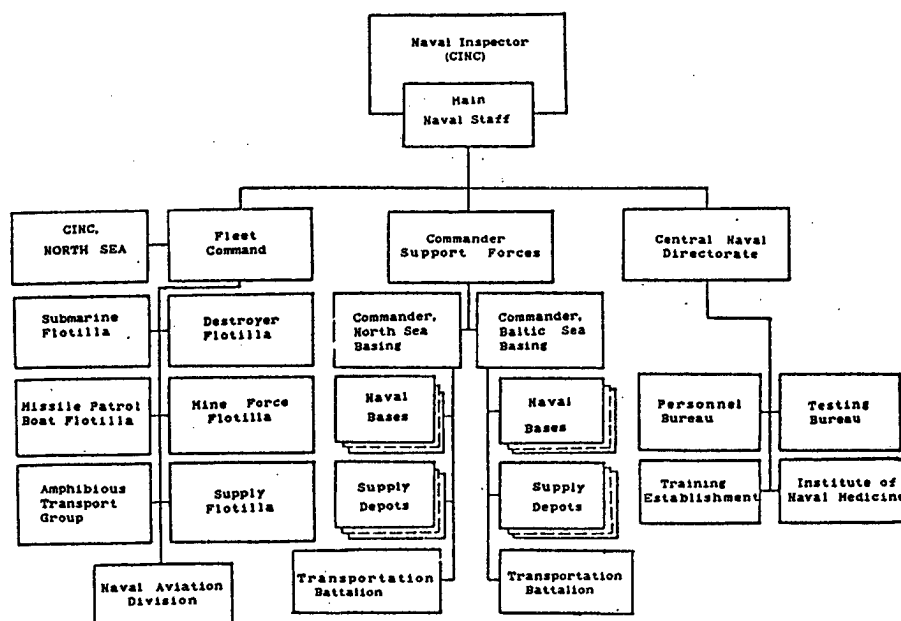 Naval Inspector
(CINC)
Main
Naval Staff
CINC,
NORTH SEA
Fleet
Command
Commander
Support Forces
Central Naval
Directorate
Submarine
Flotilla
Destroyer
Flotilla
Commander,
North Sea
Basing
Commander,
Baltic Sea
Basing
Missile Patrol
Boat Flotilla
Mine Force
Flotilla
Naval
Bases
Naval
Bases
Personnel
Bureau
Testing
Bureau
Amphibious
Transport
Group
Supply
Flotilla
Supply
Depots
Supply
Depots
Training
Establishment
Institute of
Naval Medicine
Naval Aviation
Division
Transportation
Battalion
Transportation
Battalion